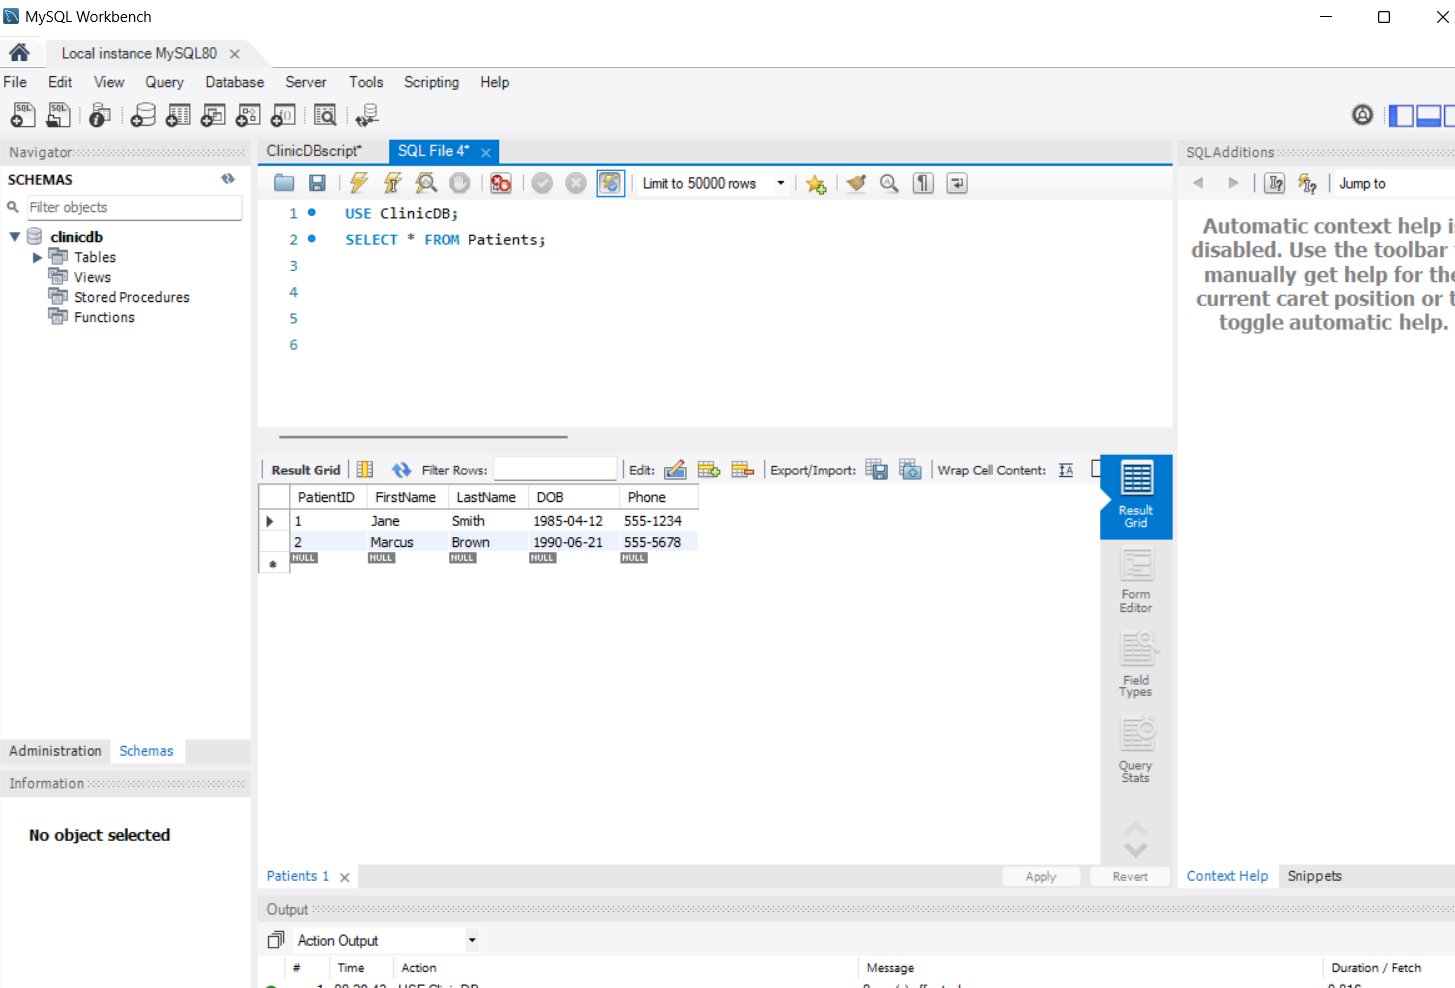 MySQL Workbench
Local instance MySQL80
File Edit View Query Database Server Tools Scripting Help
Navigator
SCHEMAS
Filter objects
clinicdb
Tables
Views
Stored Procedures
Functions
Administration Schemas
Information
No object selected
ClinicDBscript* SQL File 4*
Limit to 50000 rows
1 USE ClinicDB;
2 SELECT * FROM Patients;
3
4
5
6
Result Grid Filter Rows: Edit: Export/Import: Wrap Cell Content:
PatientID FirstName LastName DOB Phone
1 Jane Smith 1985-04-12 555-1234
2 Marcus Brown 1990-06-21 555-5678
NULL NULL NULL NULL NULL
Result
Grid
Form
Editor
Field
Types
Query
Stats
Patients 1 Apply Revert
SQLAdditions
Jump to
Automatic context help
disabled. Use the toolbar
manually get help for
current caret position or
toggle automatic help.
Context Help Snippets
Output
Action Output
# Time Action Message Duration / Fetch